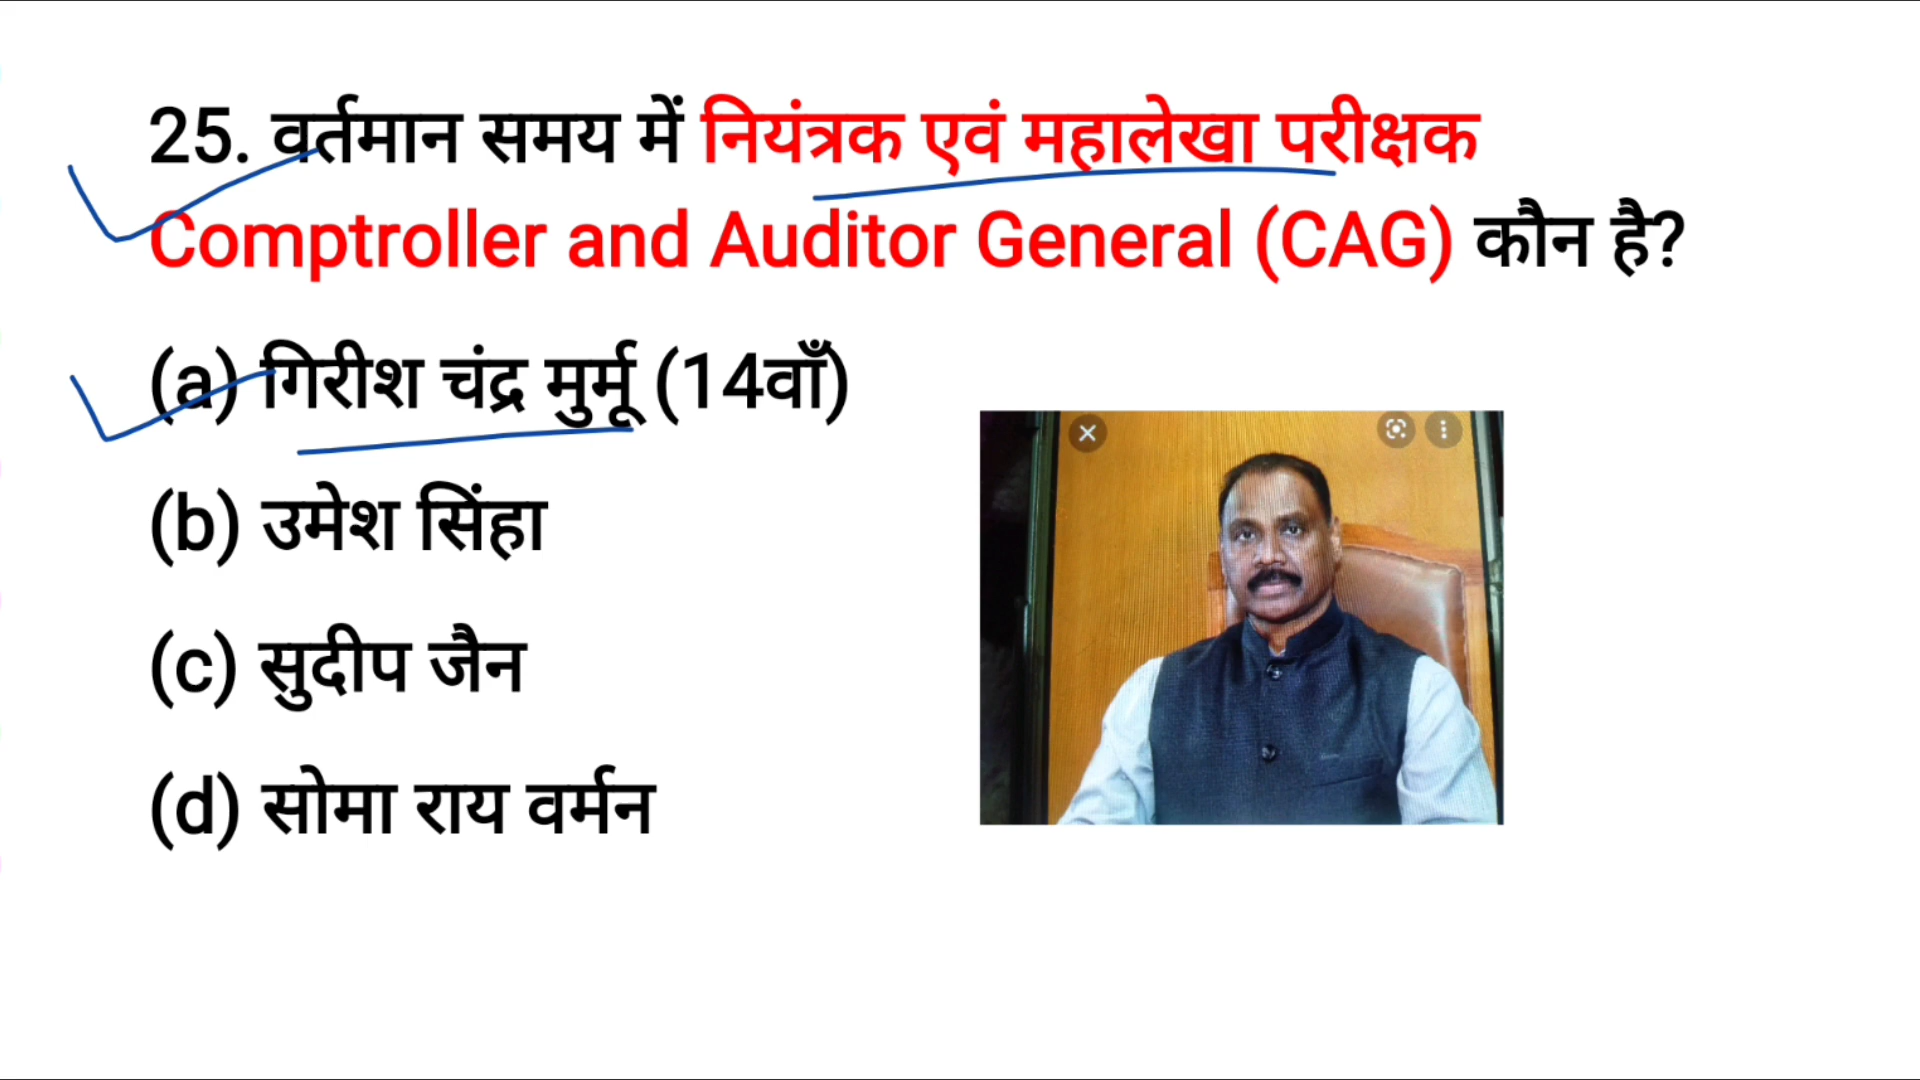 25. वर्तमान समय में नियंत्रक एवं महालेखा परीक्षक
Comptroller and Auditor General (CAG) कौन है?
(a) गिरीश चंद्र मुर्मू (14वाँ)
(b) उमेश सिंहा
(c) सुदीप जैन
(d) सोमा राय वर्मन